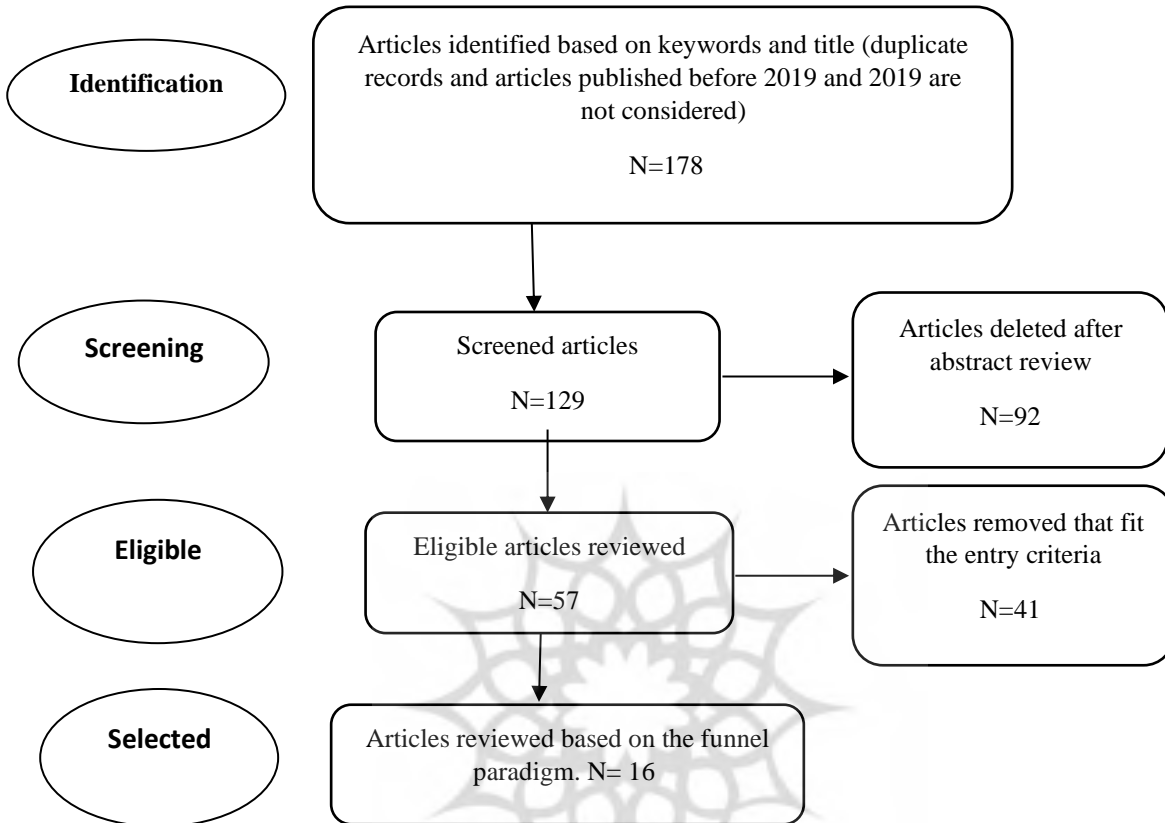 Identification
Articles identified based on keywords and title (duplicate
records and articles published before 2019 and 2019 are
not considered)
N=178
Screening
Screened articles
N=129
Articles deleted after
abstract review
N=92
Eligible
Eligible articles reviewed
N=57
Articles removed that fit
the entry criteria
N=41
Selected
Articles reviewed based on the funnel
paradigm. N= 16